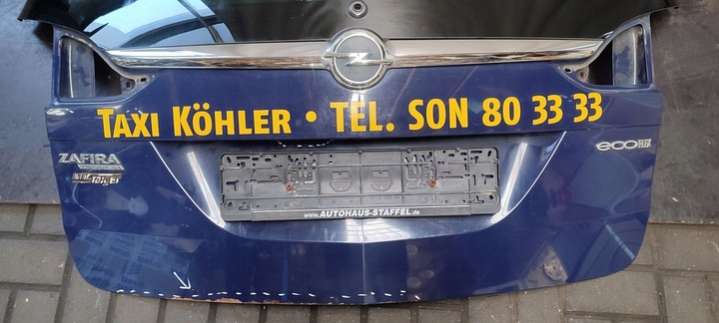 TAXI KÖHLER • TEL. SON 80 33 33
ZAFIRA
eco
www.AUTOHAUS-STAFFEL.de